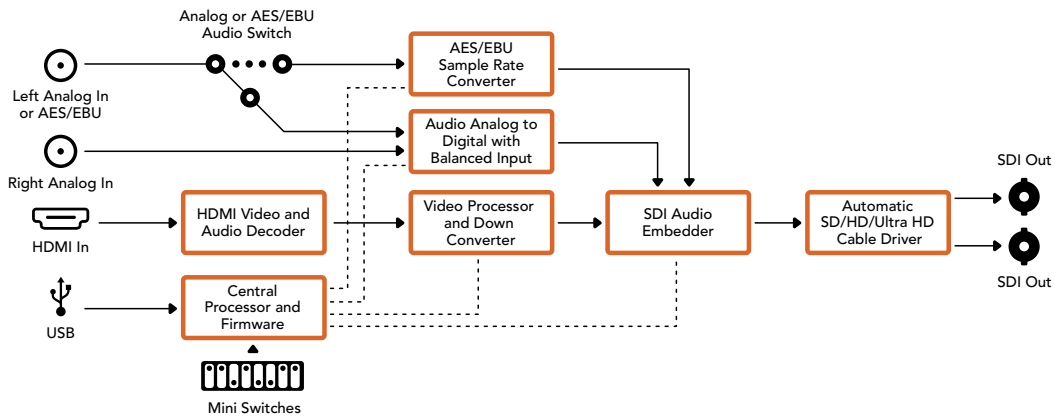 Analog or AES/EBU
Audio Switch
Left Analog In
or AES/EBU
Right Analog In
HDMI In
USB
AES/EBU
Sample Rate
Converter
Audio Analog to
Digital with
Balanced Input
HDMI Video and
Audio Decoder
Video Processor
and Down
Converter
SDI Audio
Embedder
Automatic
SD/HD/Ultra HD
Cable Driver
SDI Out
SDI Out
Central
Processor and
Firmware
Mini Switches